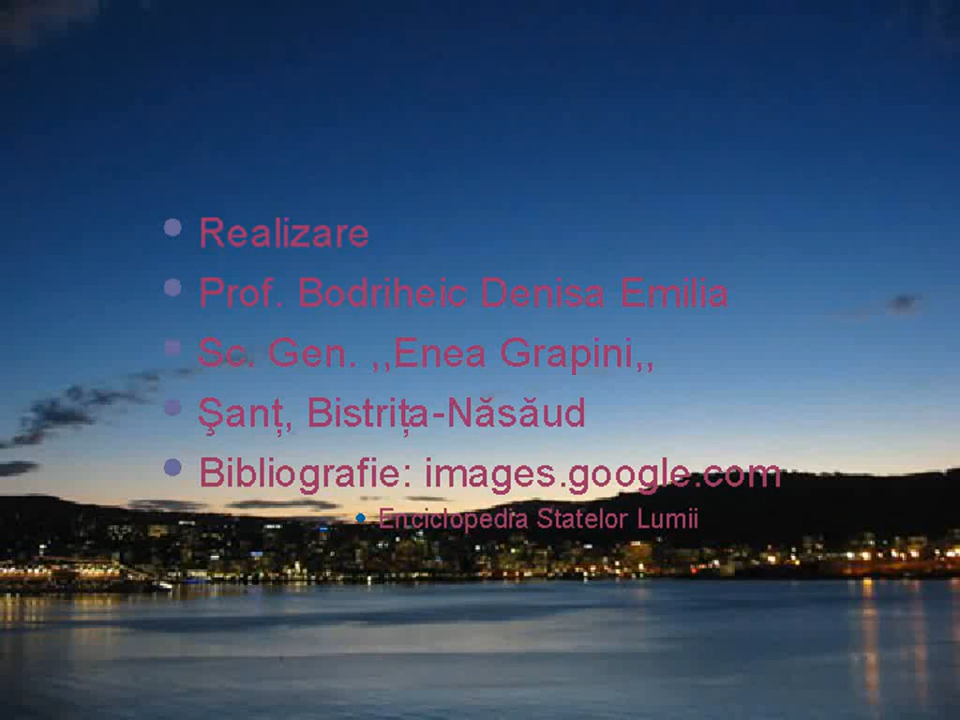 Realizare
Prof. Bodriheic Denisa Emilia
Sc. Gen. ,,Enea Grapini,,
Şanț, Bistrița-Năsăud
Bibliografie: images.google.com
Enciclopedia Statelor Lumii